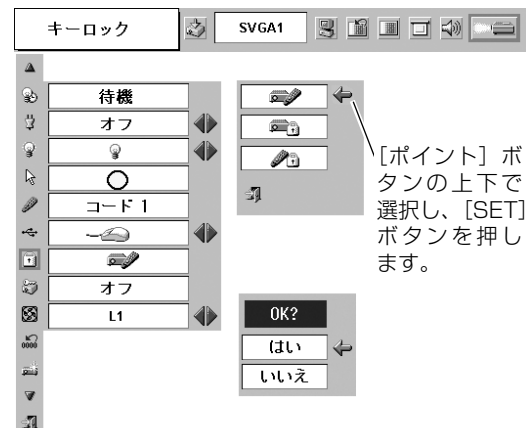 キーロック
SVGA1
待機
オフ
コード 1
オフ
L1
0000
［ポイント］ボ
タンの上下で
選択し、［SET］
ボタンを押し
ます。
OK?
はい
いいえ